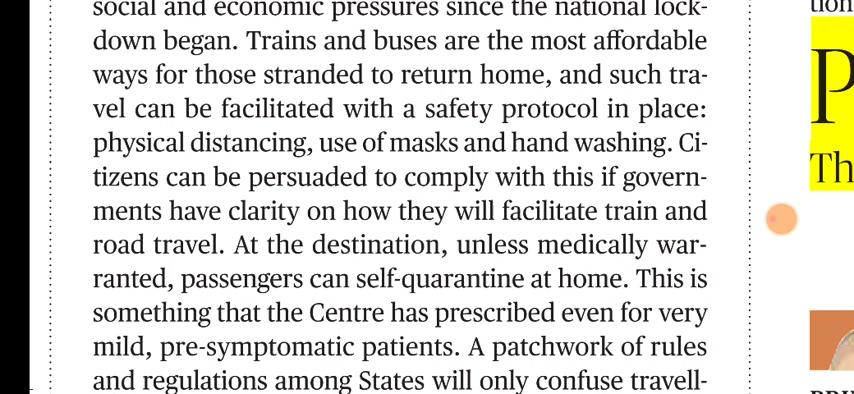 social and economic pressures since the national lock-
down began. Trains and buses are the most affordable
ways for those stranded to return home, and such tra-
vel can be facilitated with a safety protocol in place:
physical distancing, use of masks and hand washing. Ci-
tizens can be persuaded to comply with this if govern-
ments have clarity on how they will facilitate train and
road travel. At the destination, unless medically war-
ranted, passengers can self-quarantine at home. This is
something that the Centre has prescribed even for very
mild, pre-symptomatic patients. A patchwork of rules
and regulations among States will only confuse travell-
P
Th